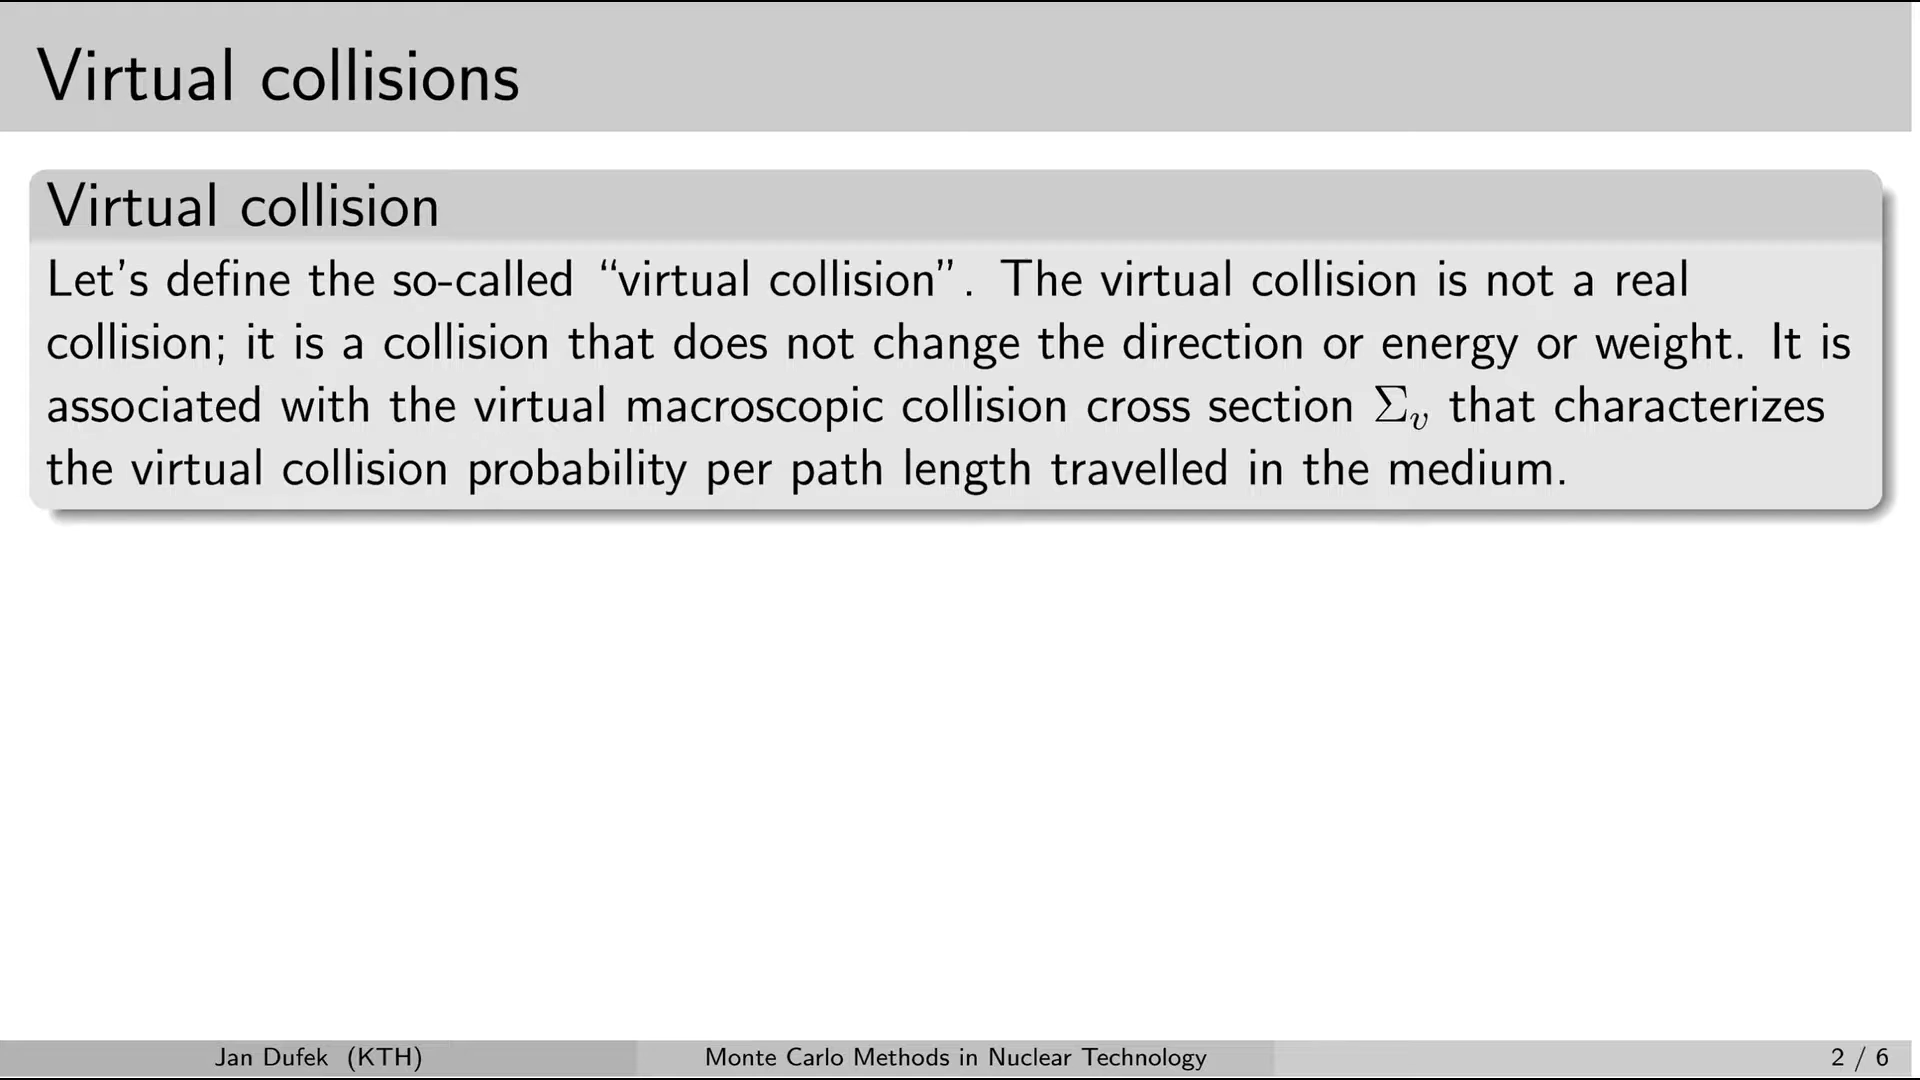 Virtual collisions
Virtual collision
Let's define the so-called “virtual collision”. The virtual collision is not a real
collision; it is a collision that does not change the direction or energy or weight. It is
associated with the virtual macroscopic collision cross section Σᵥ that characterizes
the virtual collision probability per path length travelled in the medium.
Jan Dufek (KTH)
Monte Carlo Methods in Nuclear Technology
2 / 6